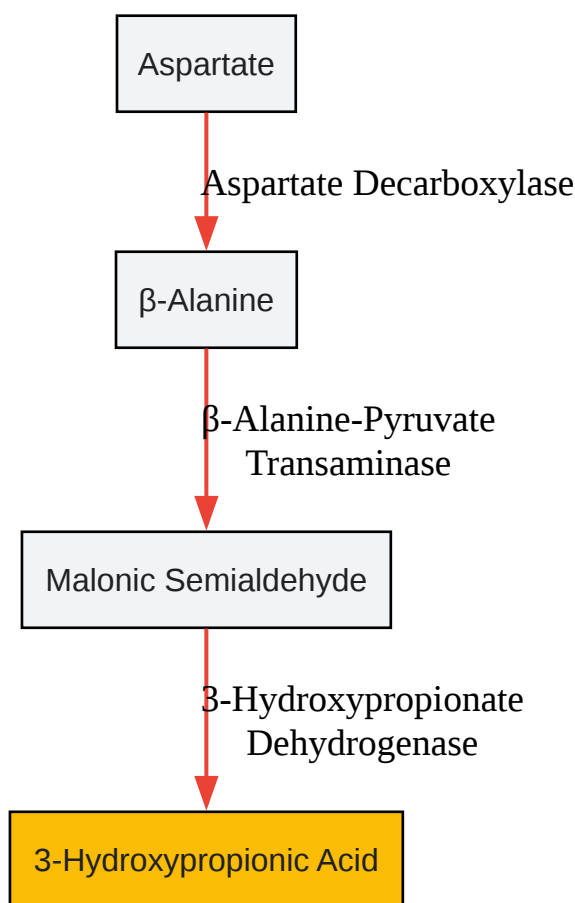 Aspartate
Aspartate Decarboxylase
β-Alanine
β-Alanine-Pyruvate
Transaminase
Malonic Semialdehyde
3-Hydroxypropionate
Dehydrogenase
3-Hydroxypropionic Acid